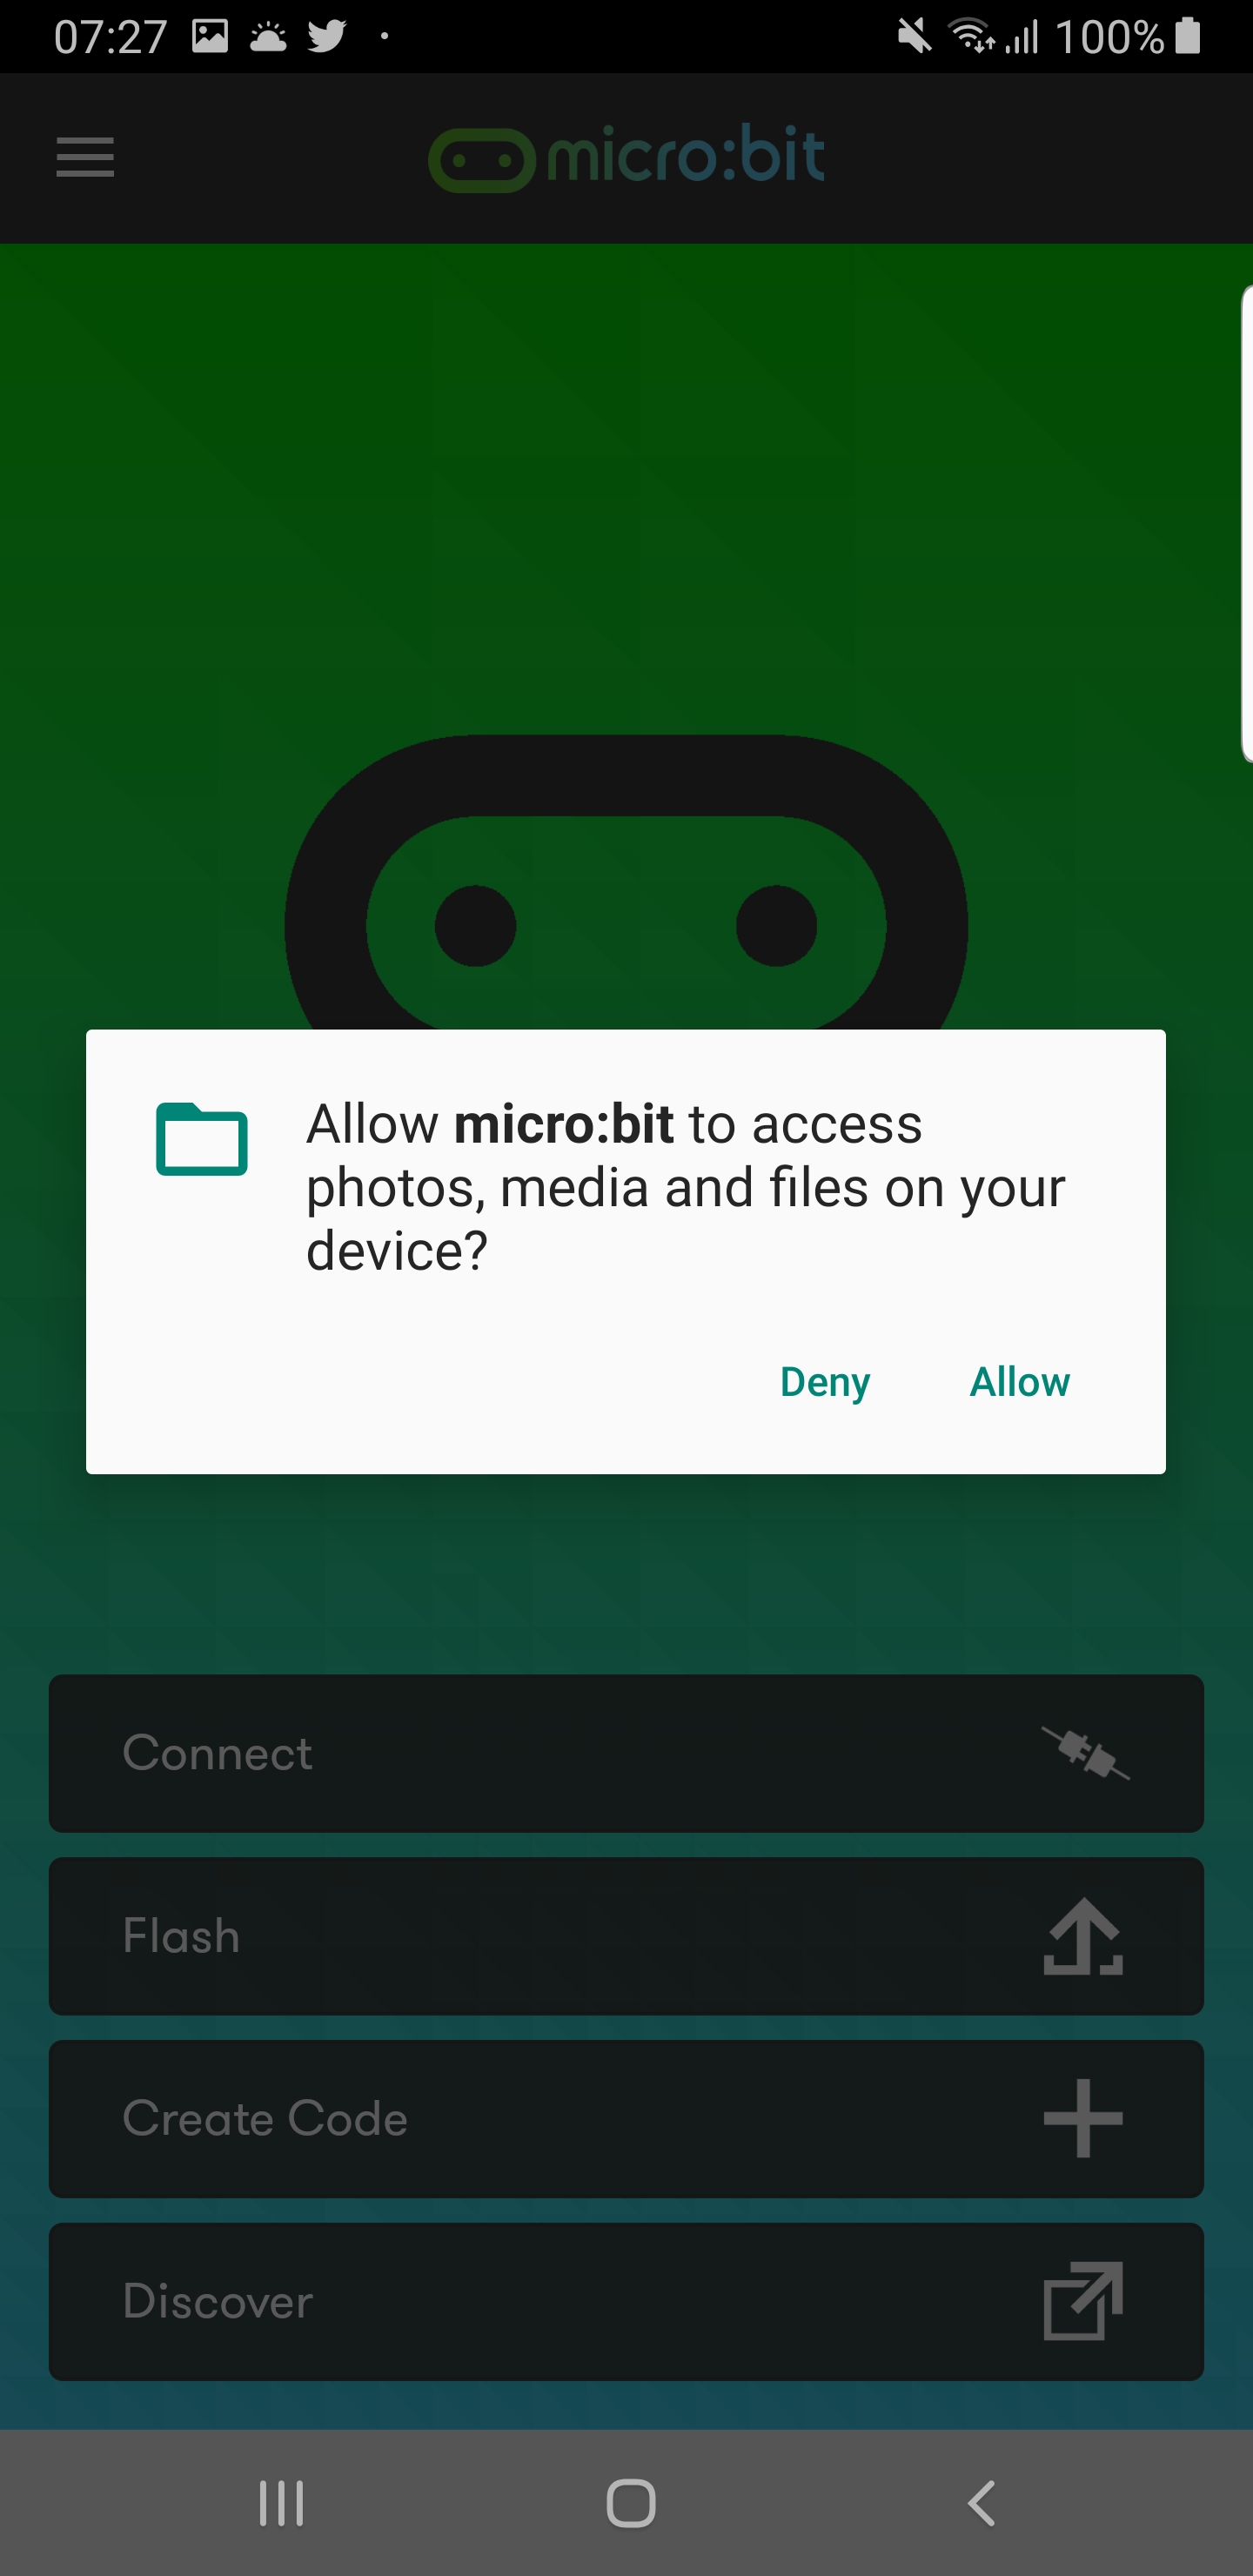 07:27
100%
micro:bit
Allow micro:bit to access
photos, media and files on your
device?
Deny Allow
Connect
Flash
Create Code
Discover